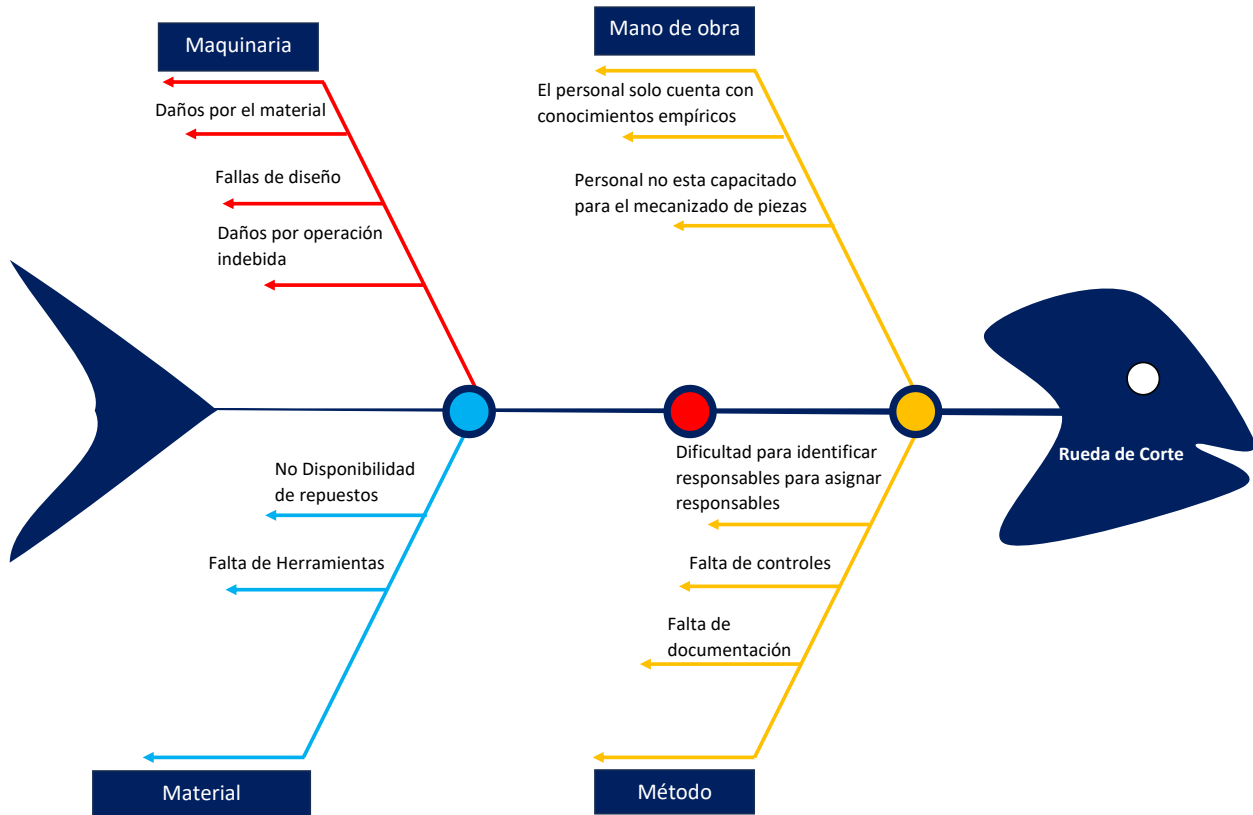 Maquinaria
Daños por el material
Fallas de diseño
Daños por operación
indebida
Mano de obra
El personal solo cuenta con
conocimientos empíricos
Personal no esta capacitado
para el mecanizado de piezas
Rueda de Corte
No Disponibilidad
de repuestos
Falta de Herramientas
Material
Dificultad para identificar
responsables para asignar
responsables
Falta de controles
Falta de
documentación
Método